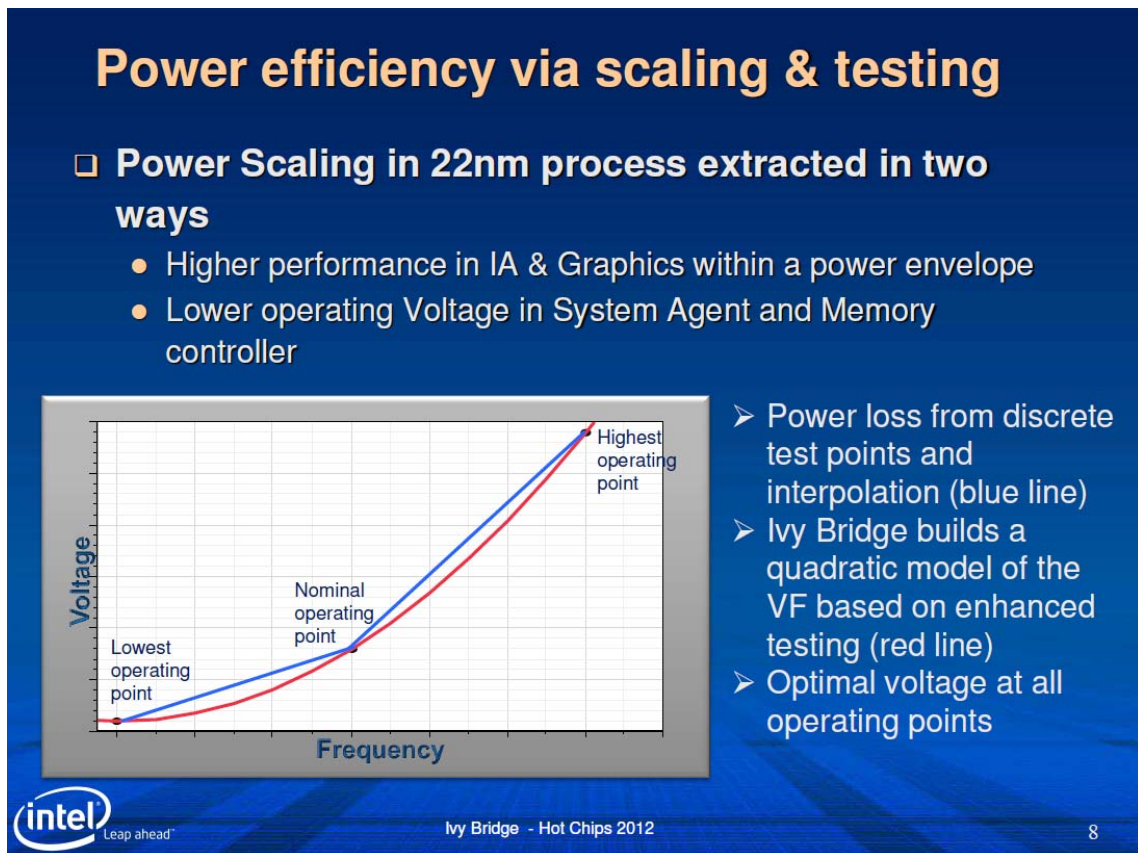 Power efficiency via scaling & testing
Power Scaling in 22nm process extracted in two
ways
Higher performance in IA & Graphics within a power envelope
Lower operating Voltage in System Agent and Memory
controller
Voltage
Lowest
operating
point
Nominal
operating
point
Highest
operating
point
Frequency
Power loss from discrete
test points and
interpolation (blue line)
Ivy Bridge builds a
quadratic model of the
VF based on enhanced
testing (red line)
Optimal voltage at all
operating points
intel
Leap ahead™
Ivy Bridge - Hot Chips 2012
8